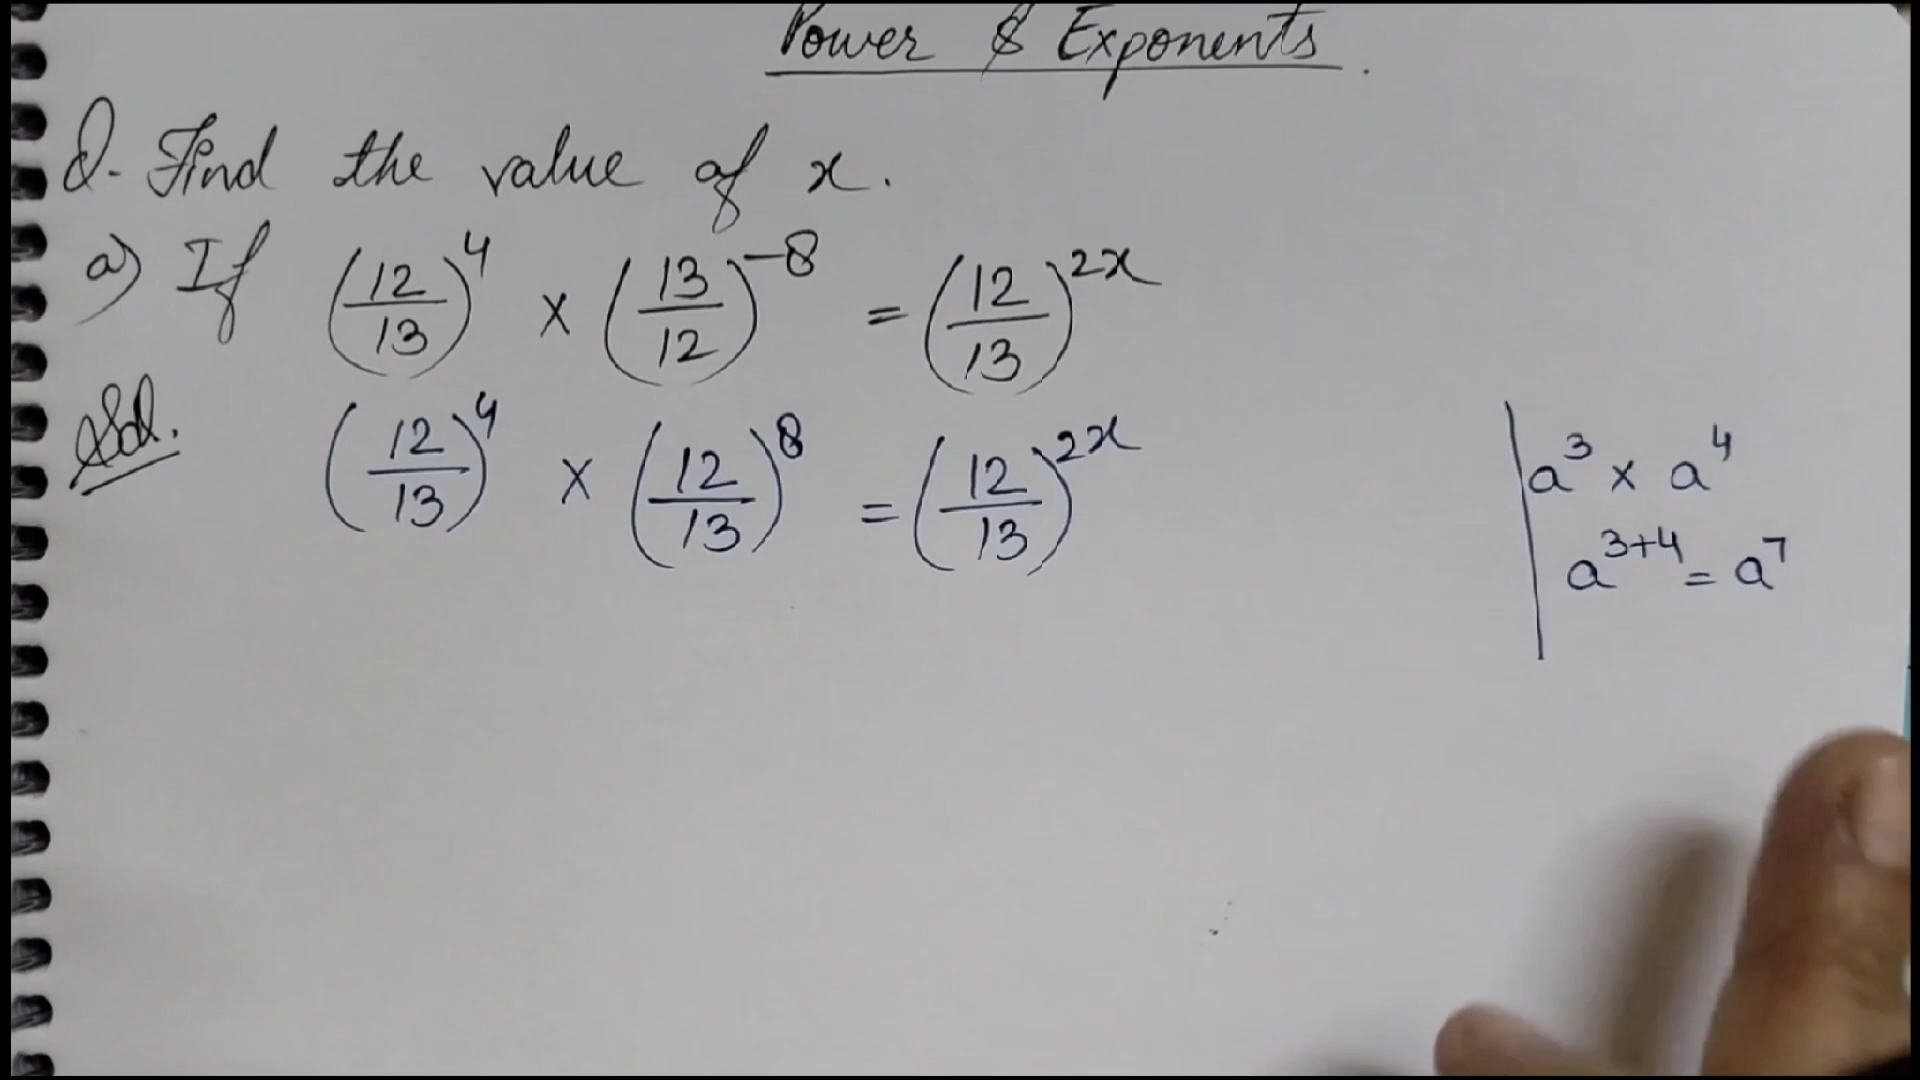 Power & Exponents.
Q. Find the value of x.
a) If (12/13)^4 × (13/12)^-8 = (12/13)^2x
Sol. (12/13)^4 × (12/13)^8 = (12/13)^2x
a^3 × a^4
a^3+4 = a^7